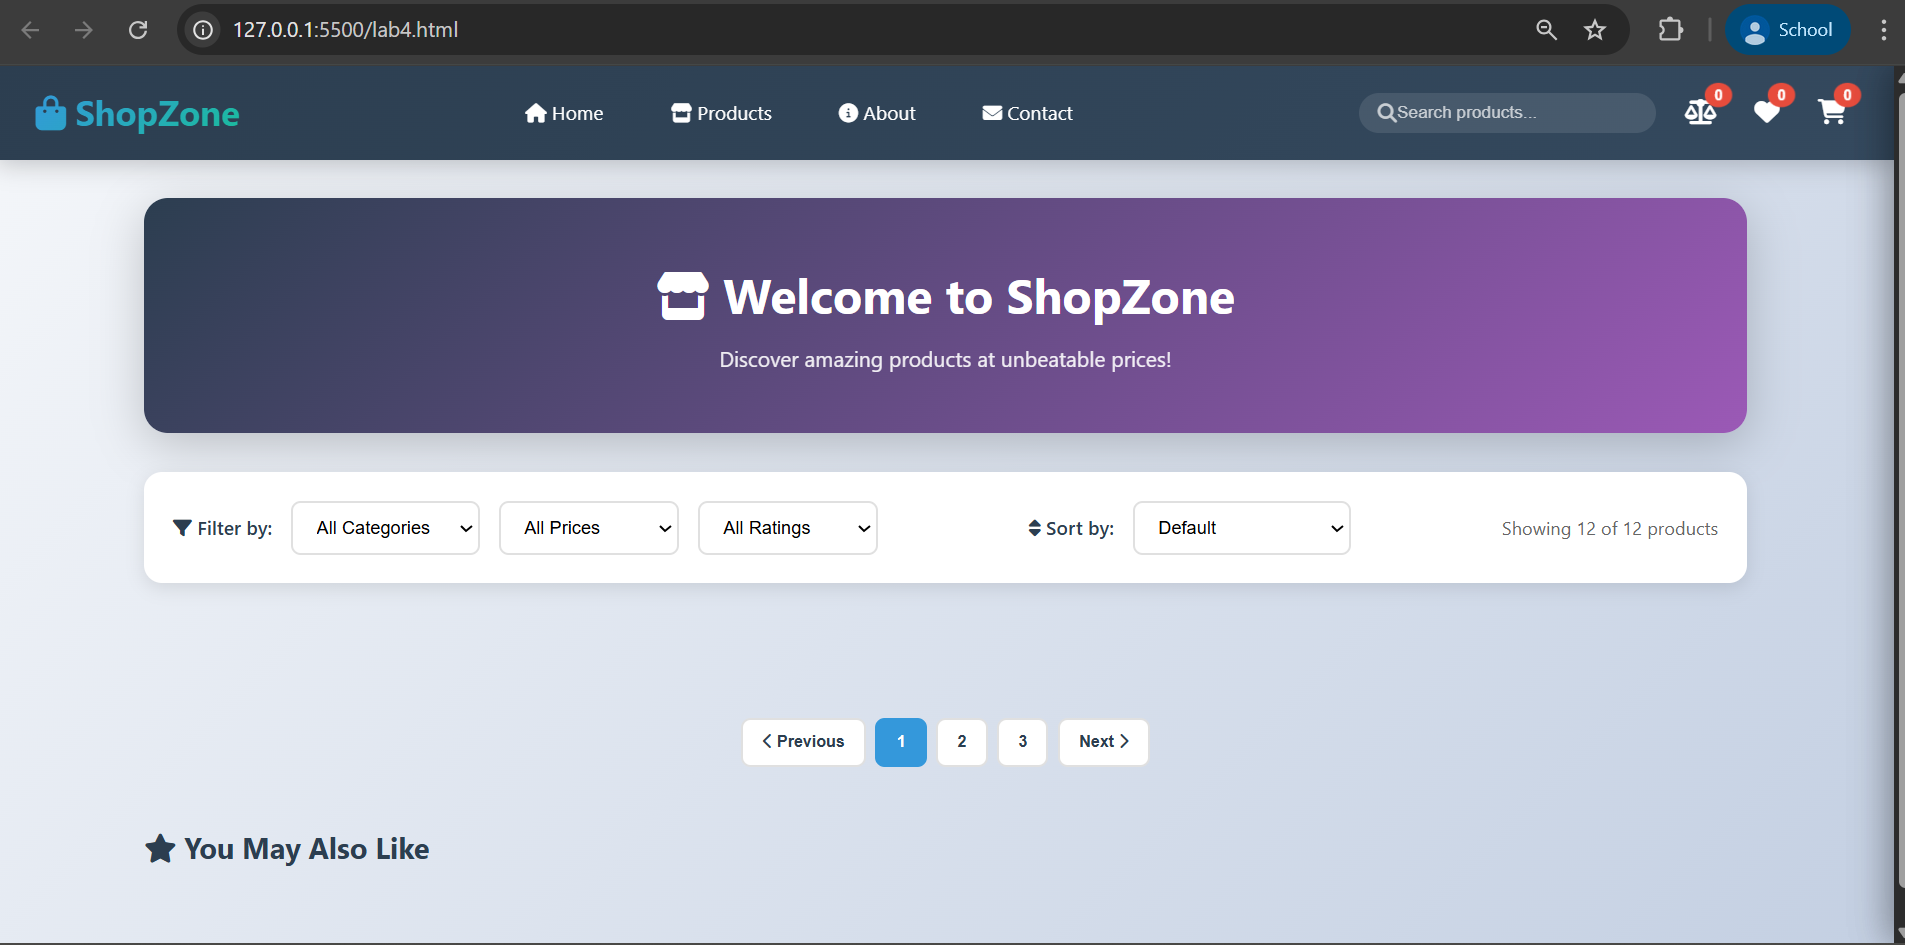 127.0.0.1:5500/lab4.html
School
ShopZone
Home
Products
About
Contact
Search products...
0
0
0
Welcome to ShopZone
Discover amazing products at unbeatable prices!
Filter by:
All Categories
All Prices
All Ratings
Sort by:
Default
Showing 12 of 12 products
Previous
1
2
3
Next
You May Also Like